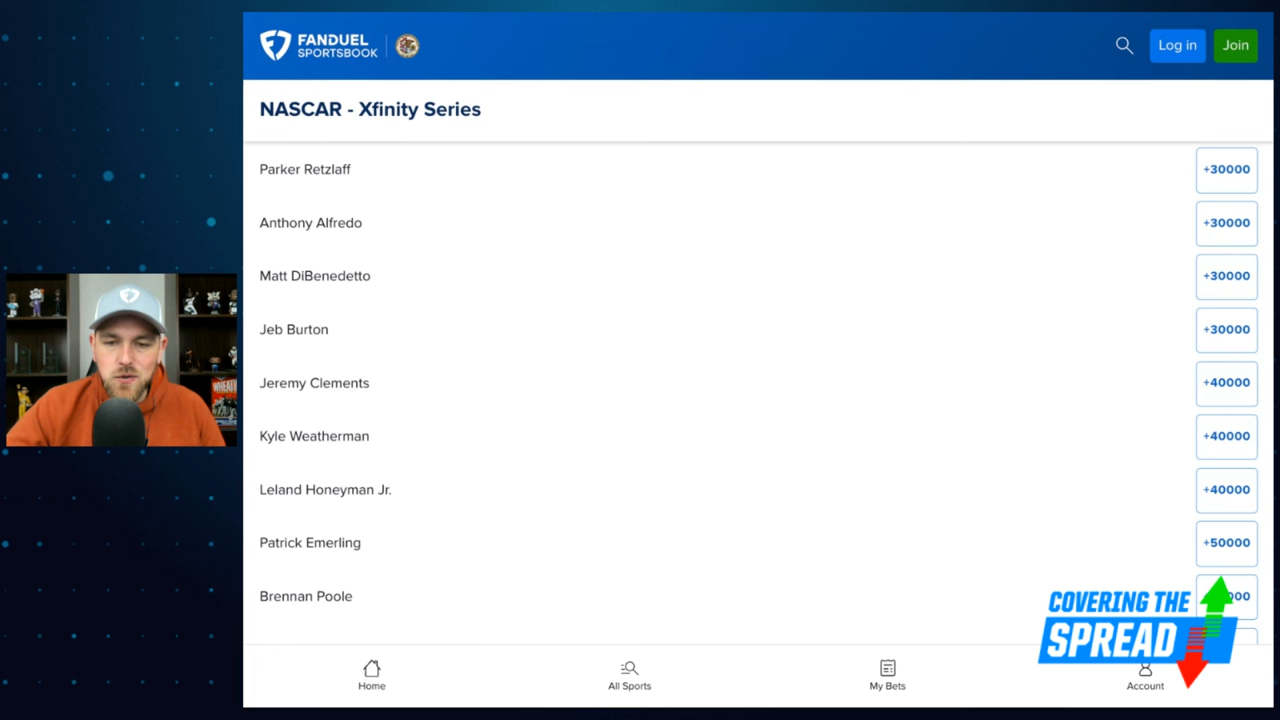 FANDUEL
SPORTSBOOK
Log in
Join
NASCAR - Xfinity Series
Parker Retzlaff
+30000
Anthony Alfredo
+30000
Matt DiBenedetto
+30000
Jeb Burton
+30000
Jeremy Clements
+40000
Kyle Weatherman
+40000
Leland Honeyman Jr.
+40000
Patrick Emerling
+50000
Brennan Poole
COVERING THE
SPREAD
Home
All Sports
My Bets
Account